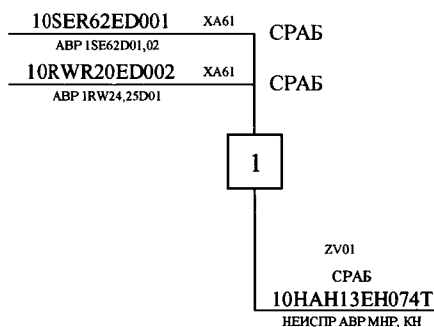 10SER62ED001 XA61 СРАБ
АВР 1SE62D01,02
10RWR20ED002 XA61 СРАБ
АВР 1RW24,25D01
1
ZV01
СРАБ
10HAH13EH074T
НЕИСПР АВР МНР, КН